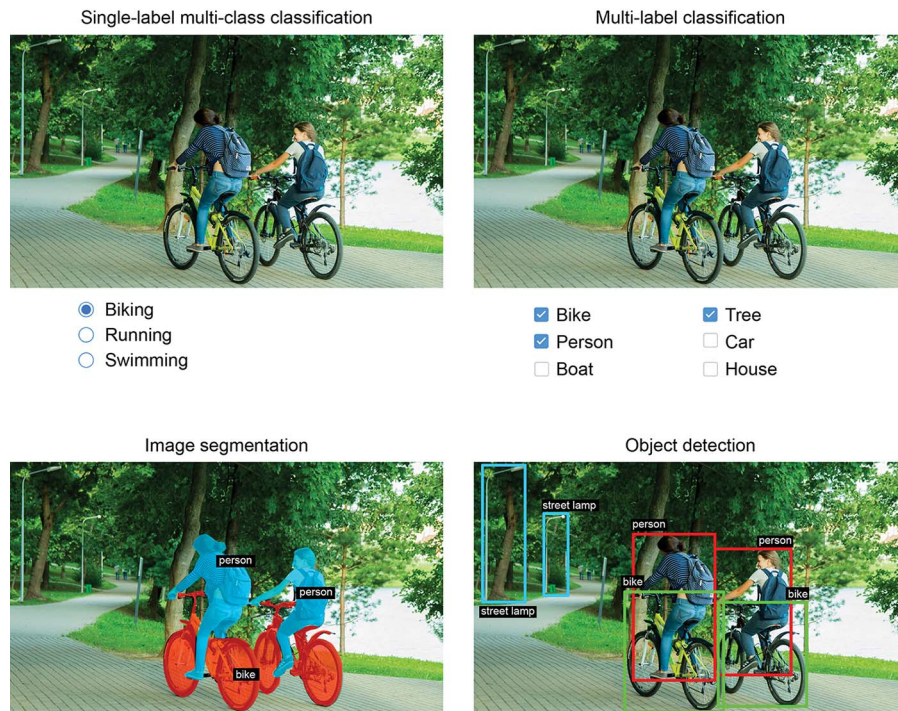 Single-label multi-class classification
Multi-label classification
Biking
Running
Swimming
Bike
Tree
Person
Car
Boat
House
Image segmentation
Object detection
person
person
bike
street lamp
person
person
bike
bike
street lamp